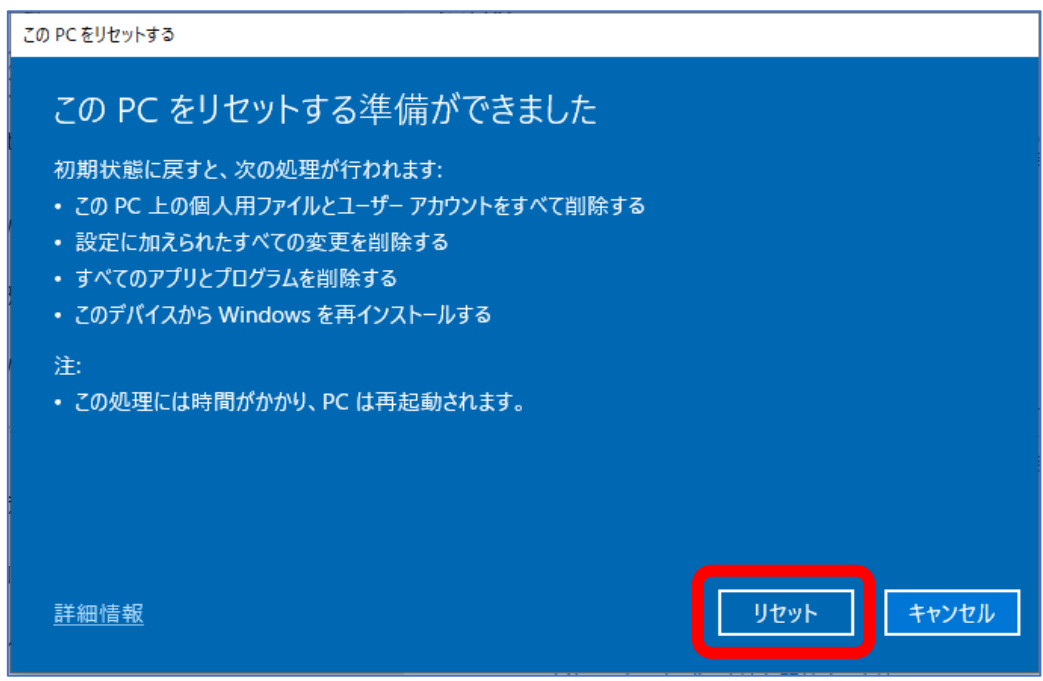 この PC をリセットする
この PC をリセットする準備ができました
初期状態に戻すと、次の処理が行われます:
• この PC 上の個人用ファイルとユーザー アカウントをすべて削除する
• 設定に加えられたすべての変更を削除する
• すべてのアプリとプログラムを削除する
• このデバイスから Windows を再インストールする
注:
• この処理には時間がかかり、PC は再起動されます。
詳細情報
リセット
キャンセル